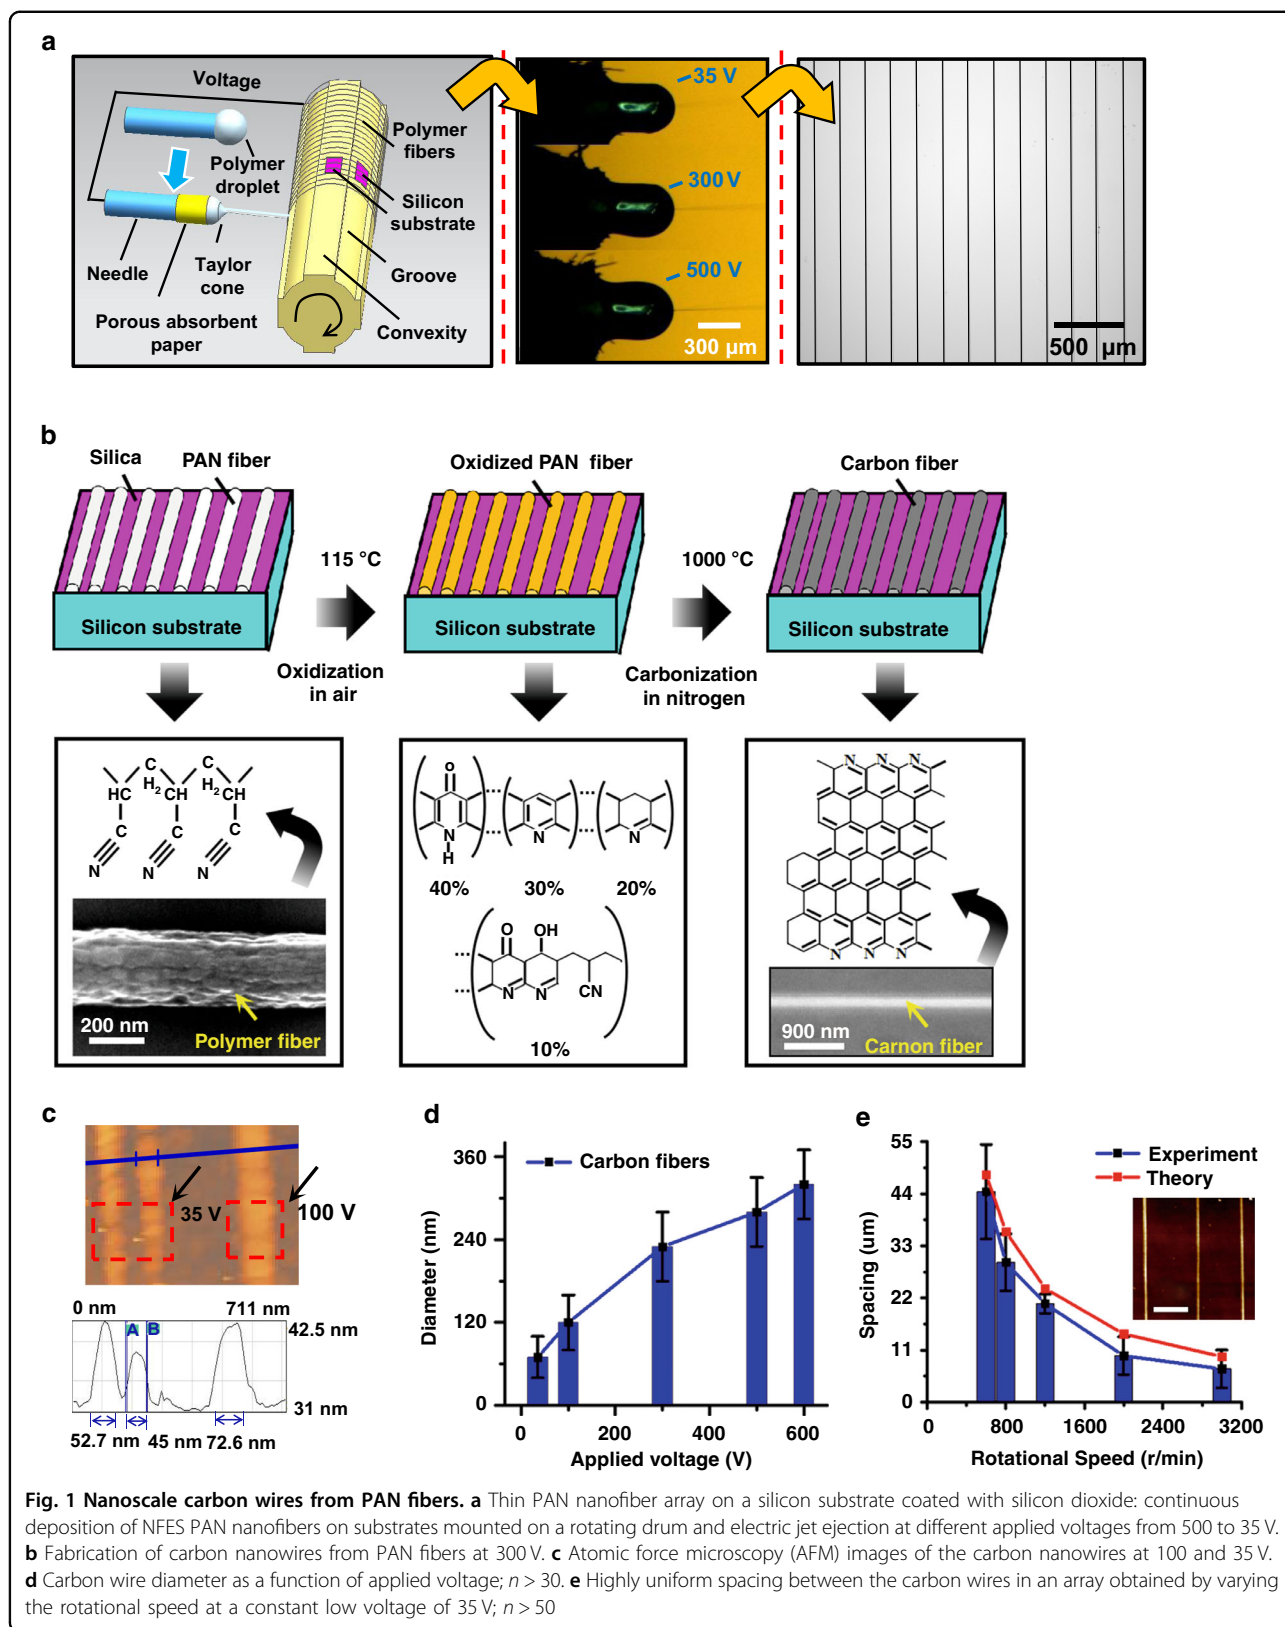 a
Voltage
Polymer
fibers
Polymer
droplet
Silicon
substrate
Needle
Taylor
cone
Groove
Porous absorbent
paper
Convexity
35 V
300 V
500 V
300 µm
500 µm
b
Silica
PAN fiber
Silicon substrate
115 °C
Oxidization
in air
Oxidized PAN fiber
Silicon substrate
1000 °C
Carbonization
in nitrogen
Carbon fiber
Silicon substrate
C C
HC H2 CH H2 CH
C C C
N N N
200 nm
Polymer fiber
O
N
H
N
N
40%
30%
20%
O OH
N N
CN
10%
N N N
N N N
900 nm
Carnon fiber
c
35 V
100 V
0 nm
711 nm
A B
42.5 nm
31 nm
52.7 nm
45 nm
72.6 nm
d
Carbon fibers
Diameter (nm)
360
240
120
0
0 200 400 600
Applied voltage (V)
e
Experiment
Theory
Spacing (um)
55
44
33
22
11
0
0 800 1600 2400 3200
Rotational Speed (r/min)
Fig. 1 Nanoscale carbon wires from PAN fibers. a Thin PAN nanofiber array on a silicon substrate coated with silicon dioxide: continuous
deposition of NFES PAN nanofibers on substrates mounted on a rotating drum and electric jet ejection at different applied voltages from 500 to 35 V.
b Fabrication of carbon nanowires from PAN fibers at 300 V. c Atomic force microscopy (AFM) images of the carbon nanowires at 100 and 35 V.
d Carbon wire diameter as a function of applied voltage; n > 30. e Highly uniform spacing between the carbon wires in an array obtained by varying
the rotational speed at a constant low voltage of 35 V; n > 50